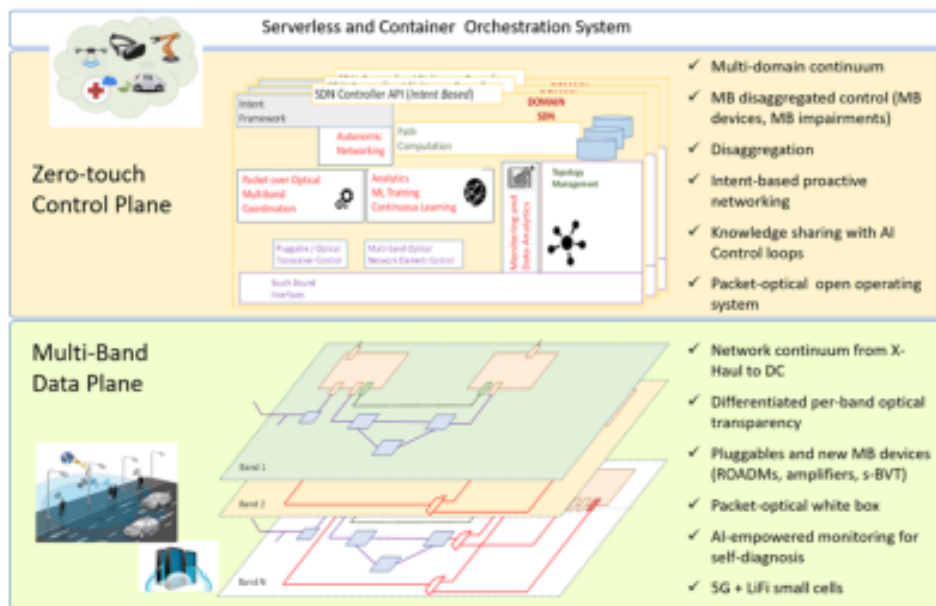 Serverless and Container Orchestration System
Zero-touch
Control Plane
SDN Controller API (Intent Based)
Intent
Framework
DOMAIN
SDN
Autonomic
Networking
Path
Computation
Packet over Optical
Multiband
Coordination
Analytics
ML Training
Continuous Learning
Monitoring and
Data Analytics
Topology
Management
Pluggable / Optical
Transceiver Control
Multi-band Optical
Network Element Control
South Bound
Interfaces
✓ Multi-domain continuum
✓ MB disaggregated control (MB
devices, MB impairments)
✓ Disaggregation
✓ Intent-based proactive
networking
✓ Knowledge sharing with AI
Control loops
✓ Packet-optical open operating
system
Multi-Band
Data Plane
Band 1
Band 2
Band N
✓ Network continuum from X-
Haul to DC
✓ Differentiated per-band optical
transparency
✓ Pluggables and new MB devices
(ROADMs, amplifiers, s-BVT)
✓ Packet-optical white box
✓ AI-empowered monitoring for
self-diagnosis
✓ 5G + LiFi small cells